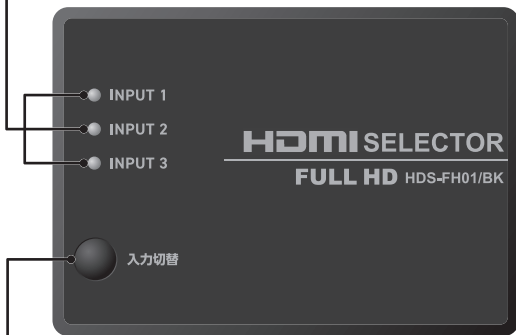 INPUT 1
INPUT 2
INPUT 3
HDMI SELECTOR
FULL HD HDS-FH01/BK
入力切替